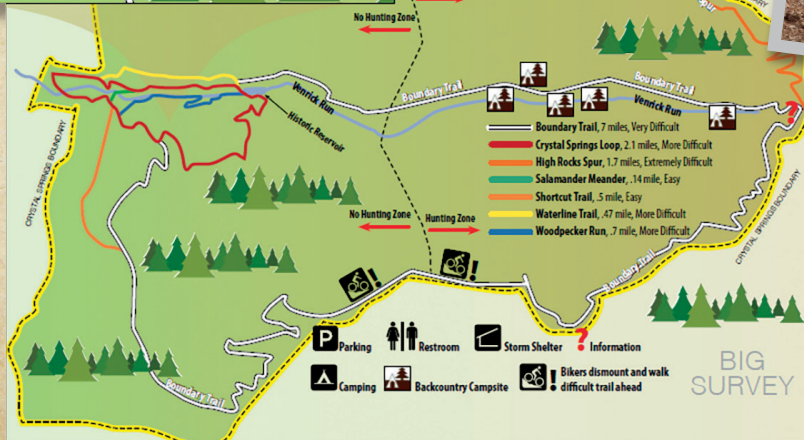 No Hunting Zone
Spur
BOUNDARY
Boundary Trail
Boundary Trail
Venrick Run
Venrick Run
Historic Reservoir
CRYSTAL SPRINGS BOUNDARY
Boundary Trail, 7 miles, Very Difficult
Crystal Springs Loop, 2.1 miles, More Difficult
High Rocks Spur, 1.7 miles, Extremely Difficult
Salamander Meander, .14 mile, Easy
Shortcut Trail, .5 mile, Easy
Waterline Trail, .47 mile, More Difficult
Woodpecker Run, .7 mile, More Difficult
?
No Hunting Zone
Hunting Zone
CRYSTAL SPRINGS BOUNDARY
Boundary Trail
!
!
P Parking
Restroom
Storm Shelter
? Information
Camping
Backcountry Campsite
! Bikers dismount and walk
difficult trail ahead
BIG
SURVEY
Boundary Trail